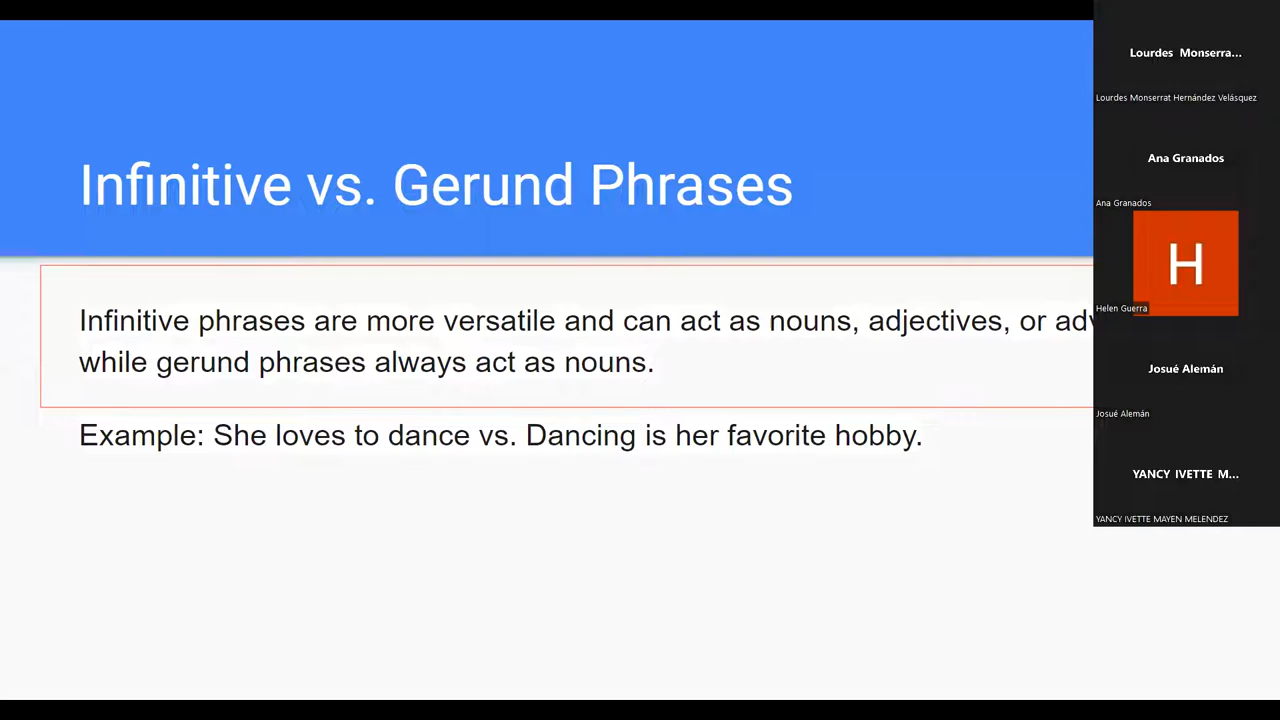 Infinitive vs. Gerund Phrases
Infinitive phrases are more versatile and can act as nouns, adjectives, or
while gerund phrases always act as nouns.
Example: She loves to dance vs. Dancing is her favorite hobby.
Lourdes Monserra...
Lourdes Monserrat Hernández Velásquez
Ana Granados
Ana Granados
H
Helen Guerra
Josué Alemán
Josué Alemán
YANCY IVETTE M...
YANCY IVETTE MAYEN MELENDEZ